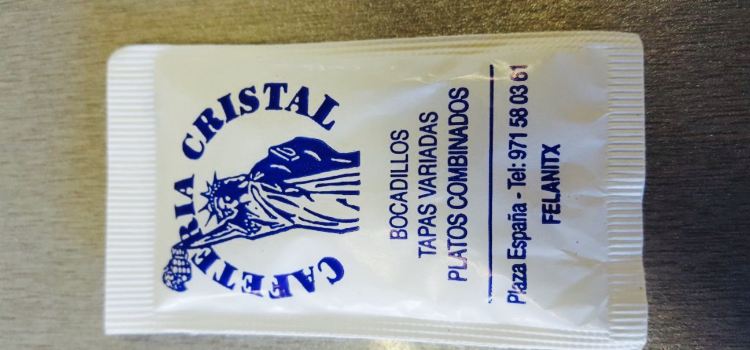 CAFETERIA CRISTAL
BOCADILLOS
TAPAS VARIADAS
PLATOS COMBINADOS
Plaza España - Tel: 971 58 03 61
FELANITX